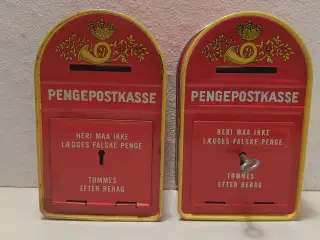 PENGEPOSTKASSE
HERI MAA IKKE
LÆGGES FALSKE PENGE
TØMMES
EFTER BEHAG
PENGEPOSTKASSE
HERI MAA IKKE
LÆGGES FALSKE PENGE
TØMMES
EFTER BEHAG